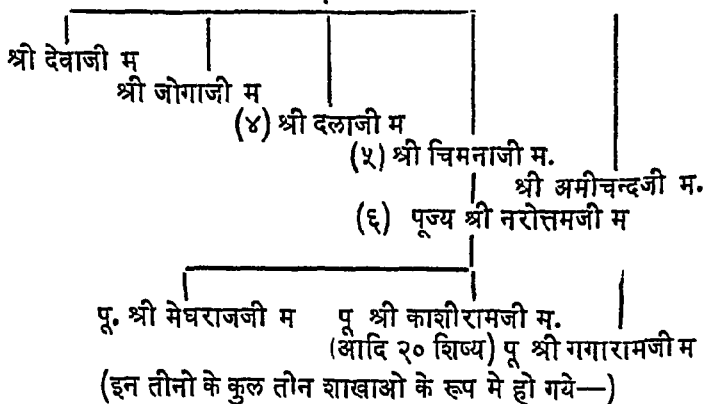 श्री देवाजी म
श्री जोगाजी म
(४) श्री दलाजी म
(५) श्री चिमनाजी म.
श्री अमीचन्दजी म.
(६) पूज्य श्री नरोत्तमजी म
पू. श्री मेघराजजी म पू श्री काशीरामजी म.
(आदि २० शिष्य) पू श्री गगारामजी म
(इन तीनो के कुल तीन शाखाओ के रूप मे हो गये—)